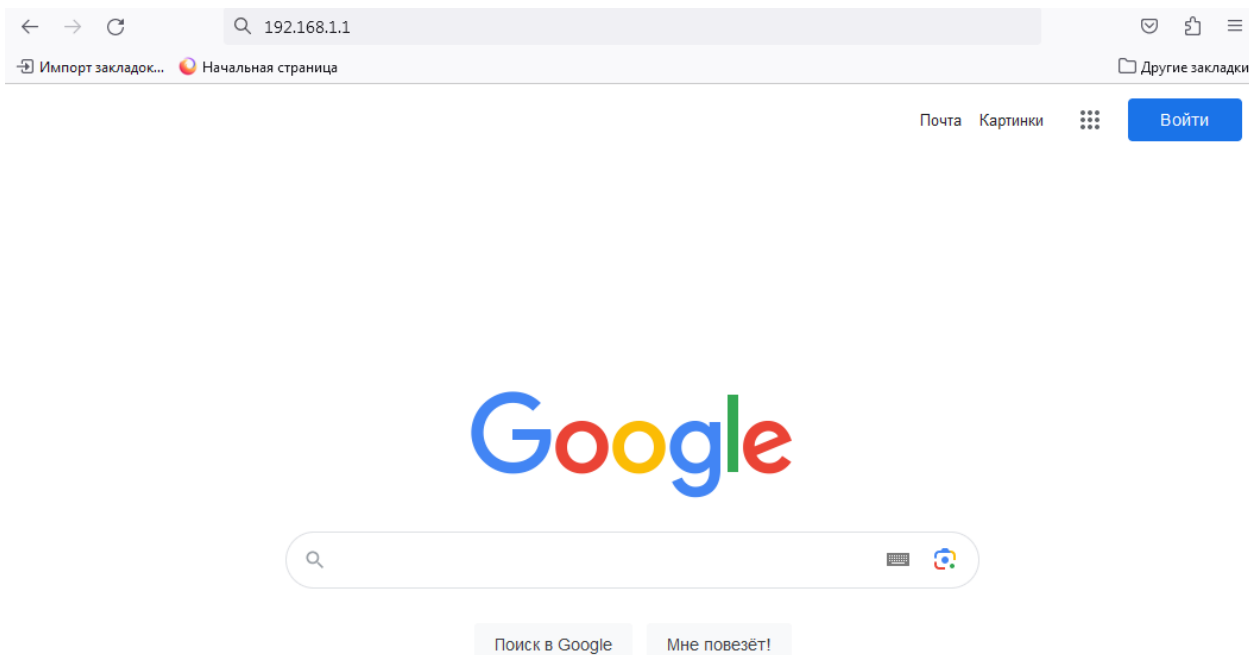 192.168.1.1
Импорт закладок... Начальная страница Другие закладки
Почта Картинки Войти
Google
Поиск в Google Мне повезёт!